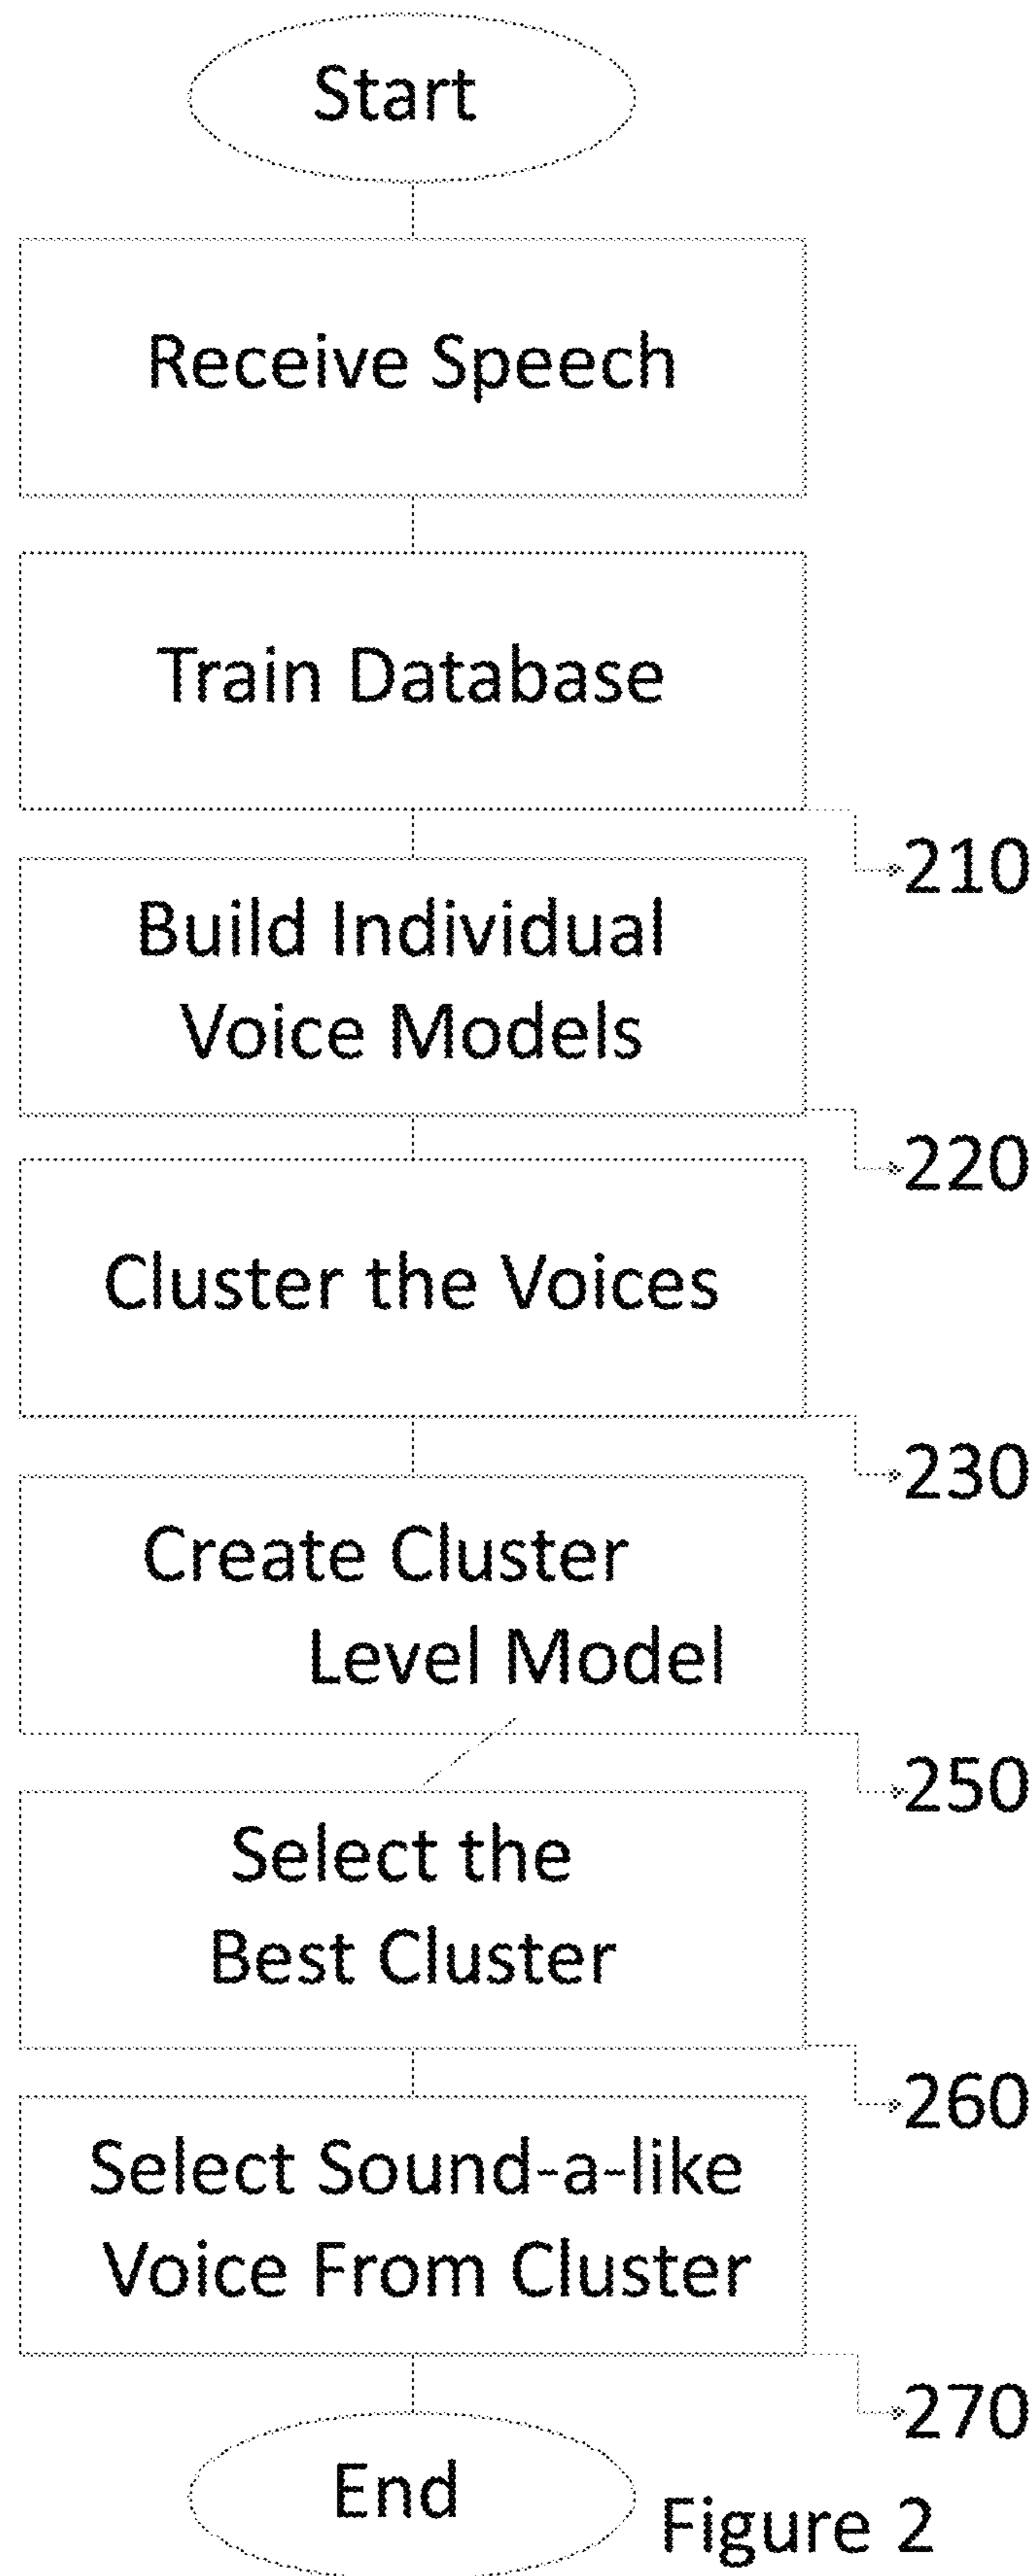 Start
Receive Speech
Train Database
210
Build Individual
Voice Models
220
Cluster the Voices
230
Create Cluster
Level Model
250
Select the
Best Cluster
260
Select Sound-a-like
Voice From Cluster
270
End
Figure 2